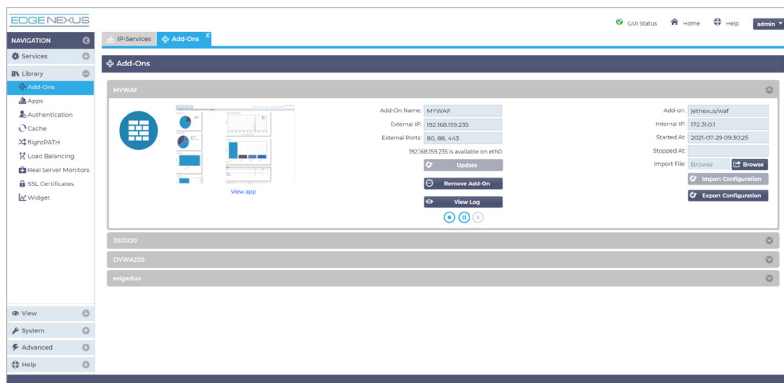 EDGENEXUS
GUI Status Home Help admin
NAVIGATION
IP-Services Add-Ons X
Services
Add-Ons
Library
Add-Ons
Apps
Authentication
Cache
flightPATH
Load Balancing
Real Server Monitors
SSL Certificates
Widget
View
System
Advanced
Help
MYWAF
View app
Add-On Name: MYWAF
External IP: 192.168.159.235
External Ports: 80, 88, 443
192.168.159.235 is available on eth0
Update
Remove Add-On
View Log
Add-on: jetnexus/waf
Internal IP: 172.31.0.1
Started At: 2021-07-29 09:30:25
Stopped At:
Import File: Browse Browse
Import Configuration
Export Configuration
ZED220
DVWA220
edgeduo